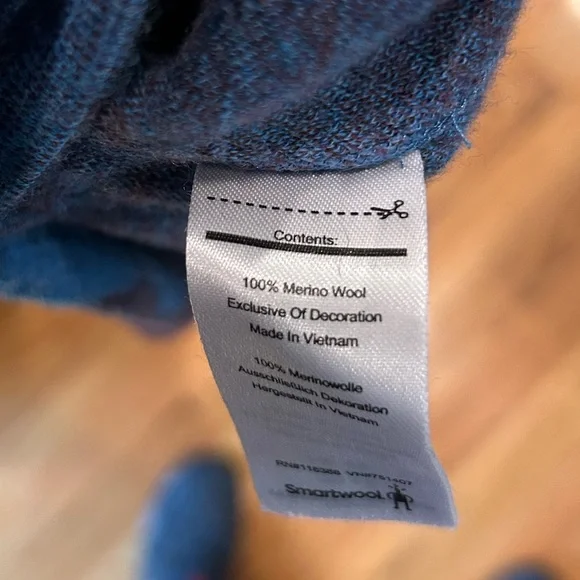 Contents:
100% Merino Wool
Exclusive Of Decoration
Made In Vietnam
100% Merinowolle
Ausschließlich Dekoration
Hergestellt In Vietnam
Smartwool